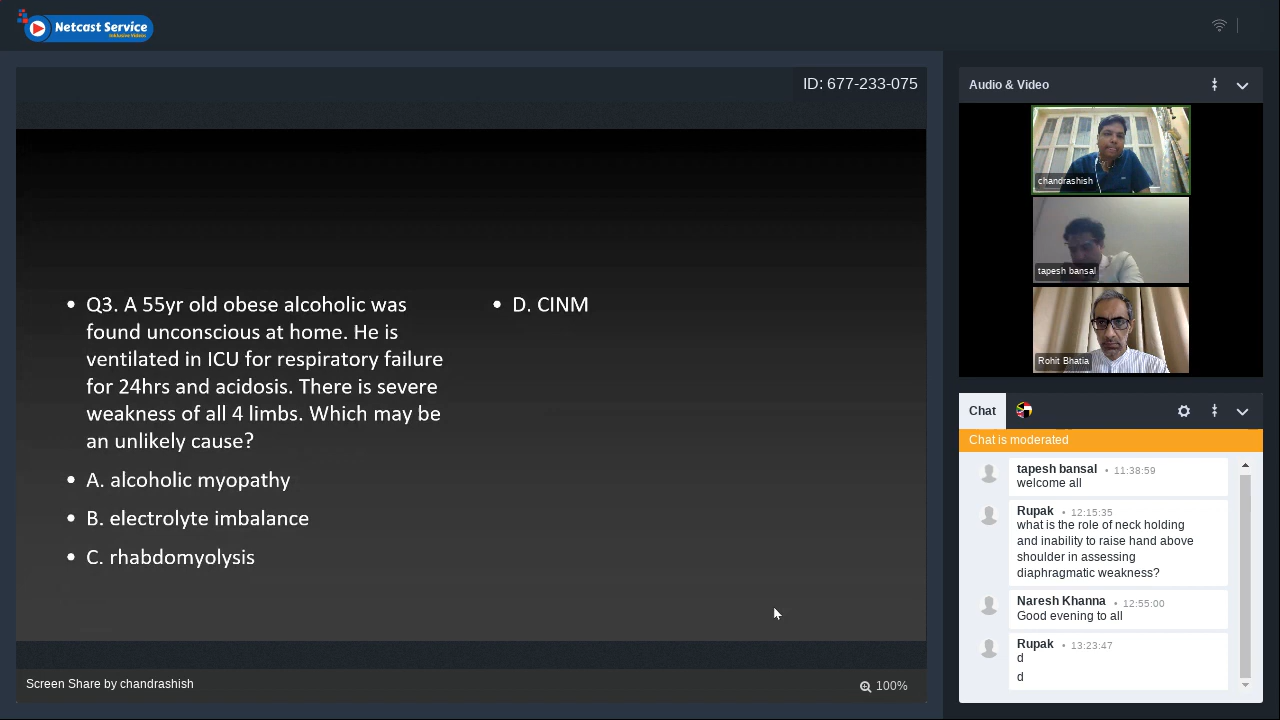 Netcast Service
ID: 677-233-075
• Q3. A 55yr old obese alcoholic was
found unconscious at home. He is
ventilated in ICU for respiratory failure
for 24hrs and acidosis. There is severe
weakness of all 4 limbs. Which may be
an unlikely cause?
• A. alcoholic myopathy
• B. electrolyte imbalance
• C. rhabdomyolysis
• D. CINM
Screen Share by chandrashish
100%
Audio & Video
chandrashish
tapesh bansal
Rohit Bhatia
Chat
Chat is moderated
tapesh bansal • 11:38:59
welcome all
Rupak • 12:15:35
what is the role of neck holding
and inability to raise hand above
shoulder in assessing
diaphragmatic weakness?
Naresh Khanna • 12:55:00
Good evening to all
Rupak • 13:23:47
d
d